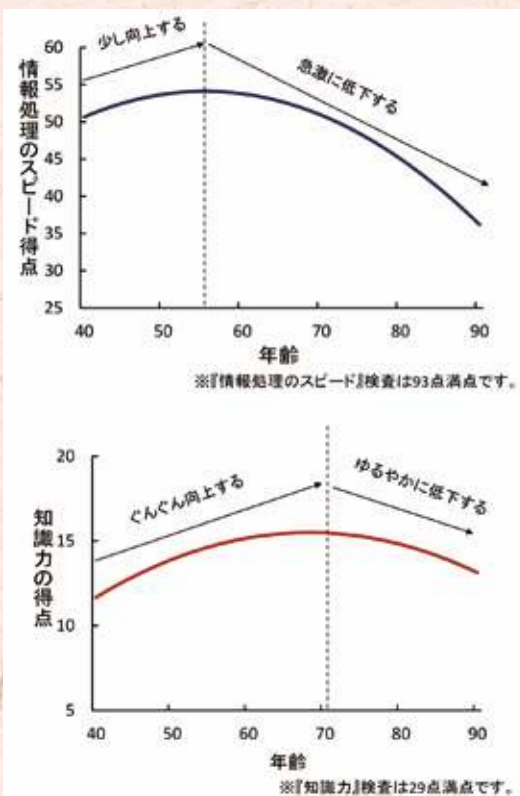 少し向上する
急激に低下する
情報処理のスピード得点
60
55
50
45
40
35
30
25
40 50 60 70 80 90
年齢
※『情報処理のスピード』検査は93点満点です。
ぐんぐん向上する
ゆるやかに低下する
知識力の得点
20
15
10
5
40 50 60 70 80 90
年齢
※『知識力』検査は29点満点です。